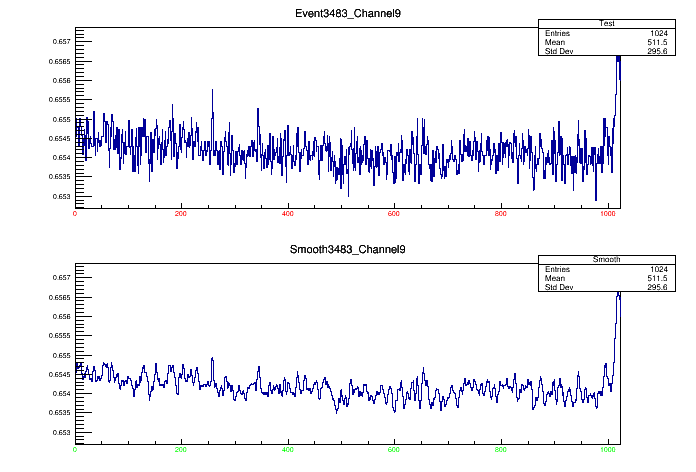 Event3483_Channel9
Test
Entries 1024
Mean 511.5
Std Dev 295.6
0.657
0.6565
0.656
0.6555
0.655
0.6545
0.654
0.6535
0.653
0 200 400 600 800 1000
Smooth3483_Channel9
Smooth
Entries 1024
Mean 511.5
Std Dev 295.6
0.657
0.6565
0.656
0.6555
0.655
0.6545
0.654
0.6535
0.653
0 200 400 600 800 1000